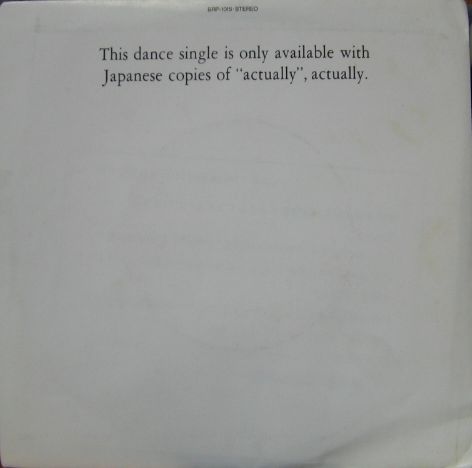 ERP-1015·STEREO
This dance single is only available with
Japanese copies of "actually", actually.